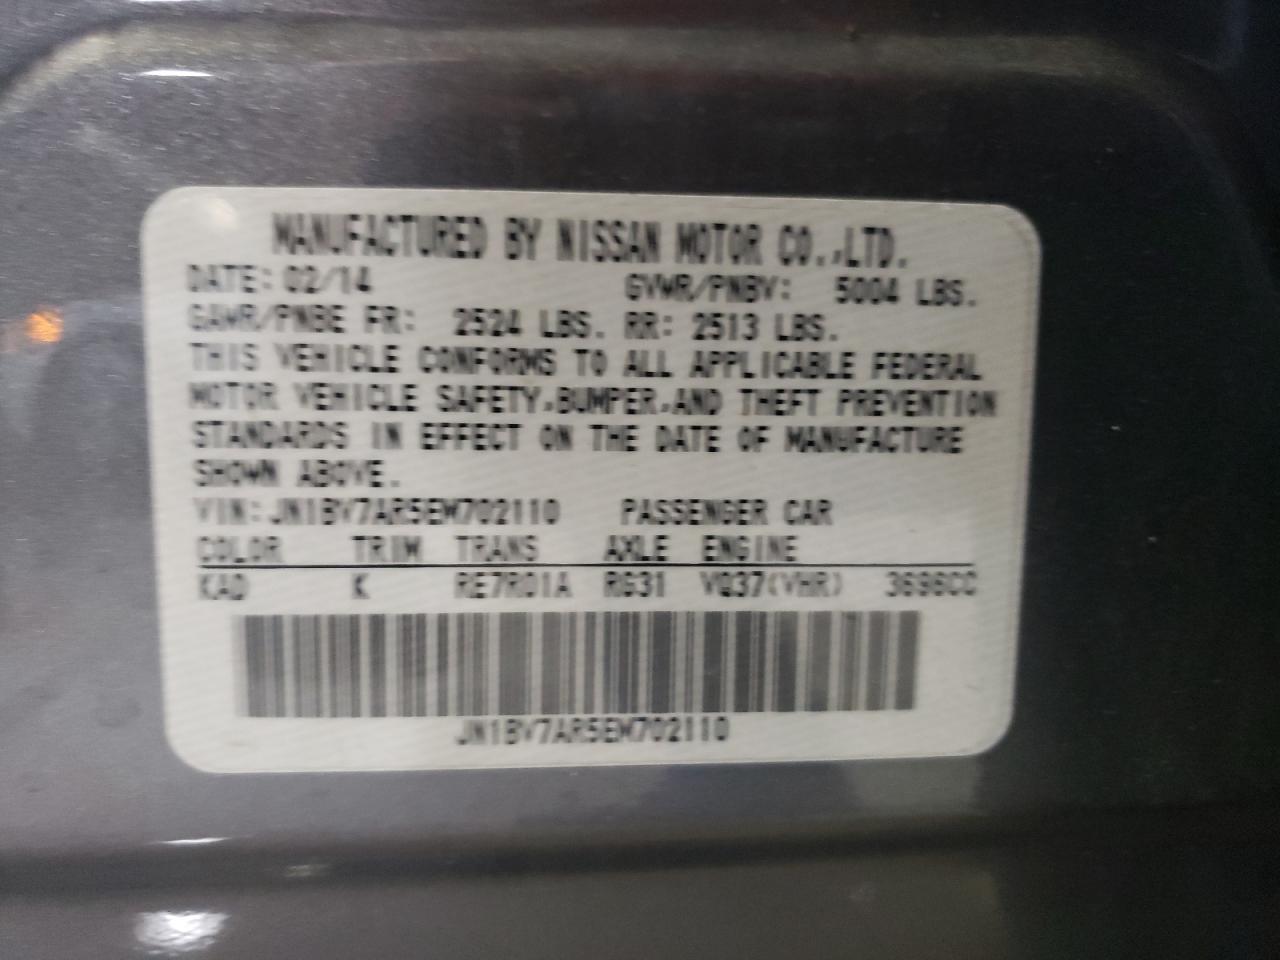 MANUFACTURED BY NISSAN MOTOR CO.,LTD.
DATE: 02/14 GVWR/PNBV: 5004 LBS.
GAWR/PNBE FR: 2524 LBS. RR: 2513 LBS.
THIS VEHICLE CONFORMS TO ALL APPLICABLE FEDERAL
MOTOR VEHICLE SAFETY,BUMPER,AND THEFT PREVENTION
STANDARDS IN EFFECT ON THE DATE OF MANUFACTURE
SHOWN ABOVE.
VIN: JN1BV7AR5EM702110 PASSENGER CAR
COLOR TRIM TRANS AXLE ENGINE
KAD K RE7R01A RG31 VQ37(VHR) 3696CC
JN1BV7AR5EM702110